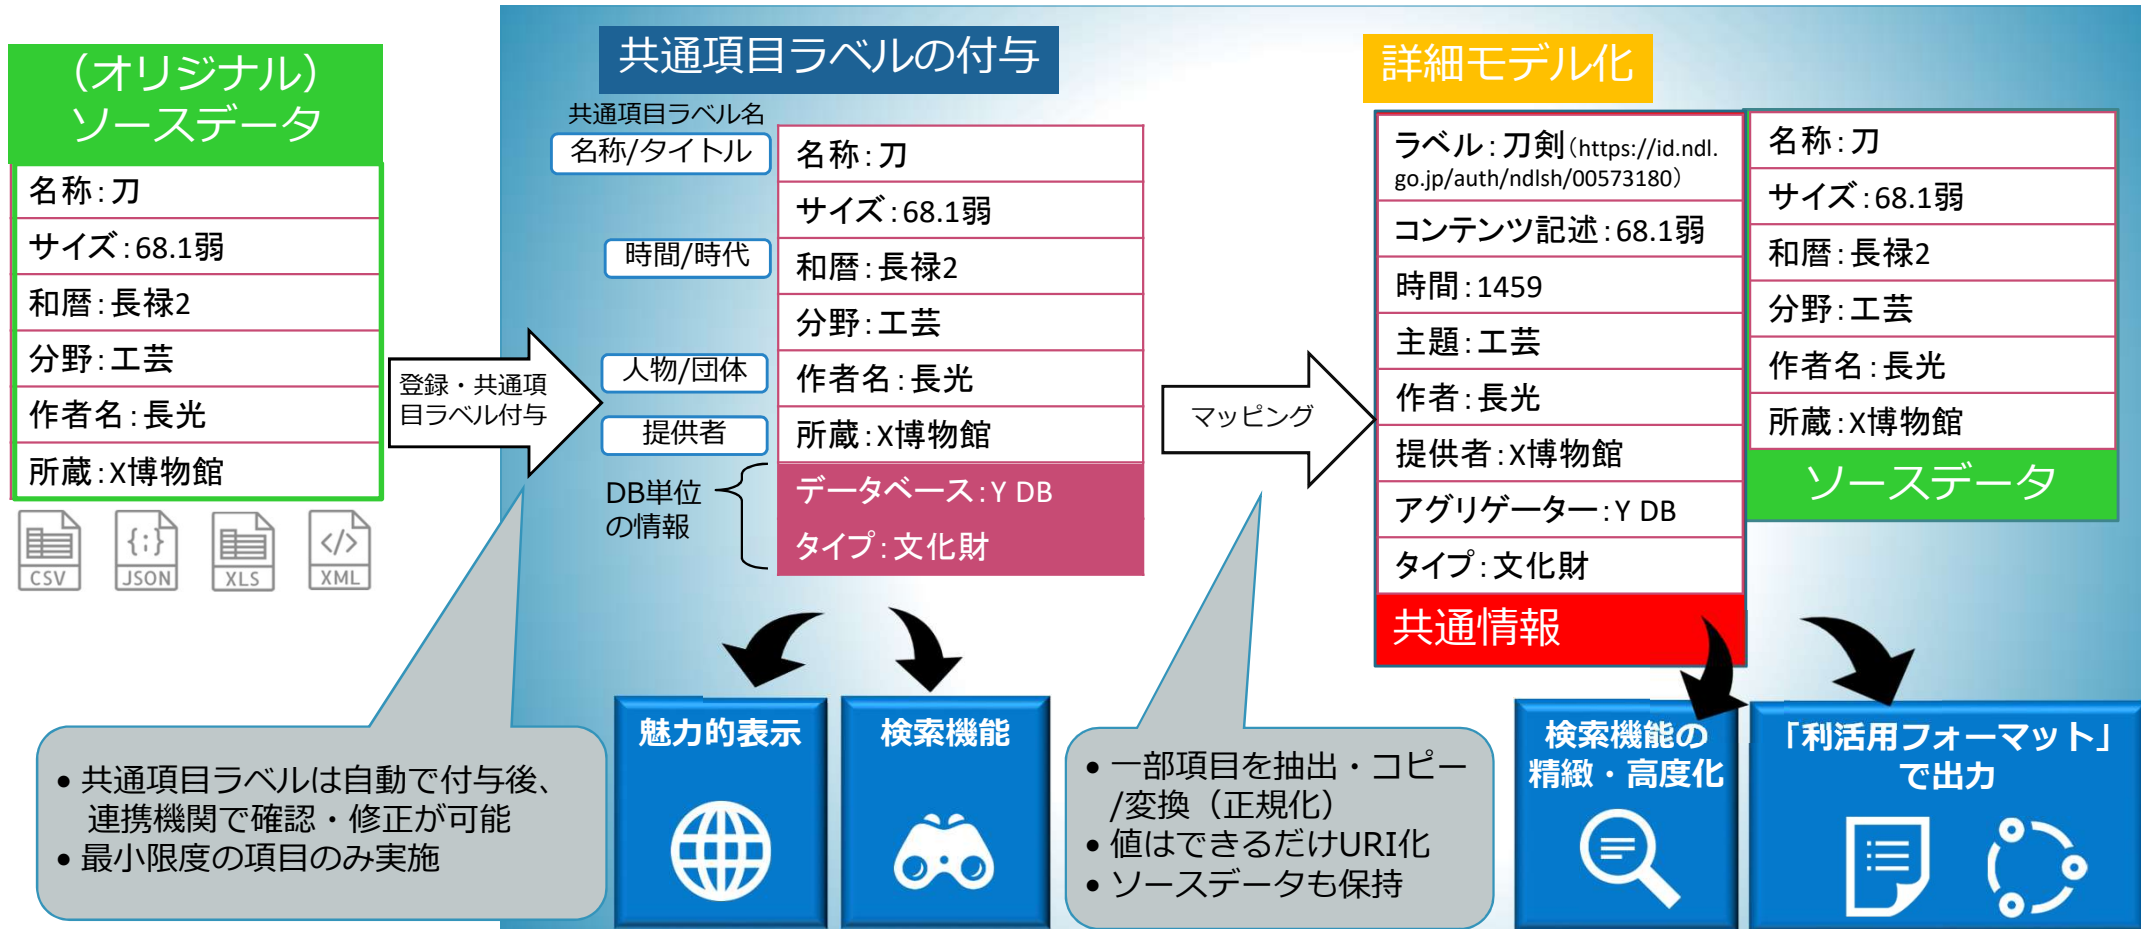 （オリジナル）
ソースデータ
名称：刀
サイズ：68.1弱
和暦：長禄2
分野：工芸
作者名：長光
所蔵：X博物館
CSV
JSON
XLS
XML
登録・共通項
目ラベル付与
• 共通項目ラベルは自動で付与後、
連携機関で確認・修正が可能
• 最小限度の項目のみ実施
共通項目ラベルの付与
共通項目ラベル名
名称/タイトル
時間/時代
人物/団体
提供者
DB単位
の情報
名称：刀
サイズ：68.1弱
和暦：長禄2
分野：工芸
作者名：長光
所蔵：X博物館
データベース：Y DB
タイプ：文化財
魅力的表示
検索機能
マッピング
• 一部項目を抽出・コピー
/変換（正規化）
• 値はできるだけURI化
• ソースデータも保持
詳細モデル化
ラベル：刀剣（https://id.ndl.
go.jp/auth/ndlsh/00573180）
コンテンツ記述：68.1弱
時間：1459
主題：工芸
作者：長光
提供者：X博物館
アグリゲーター：Y DB
タイプ：文化財
共通情報
名称：刀
サイズ：68.1弱
和暦：長禄2
分野：工芸
作者名：長光
所蔵：X博物館
ソースデータ
検索機能の
精緻・高度化
「利活用フォーマット」
で出力